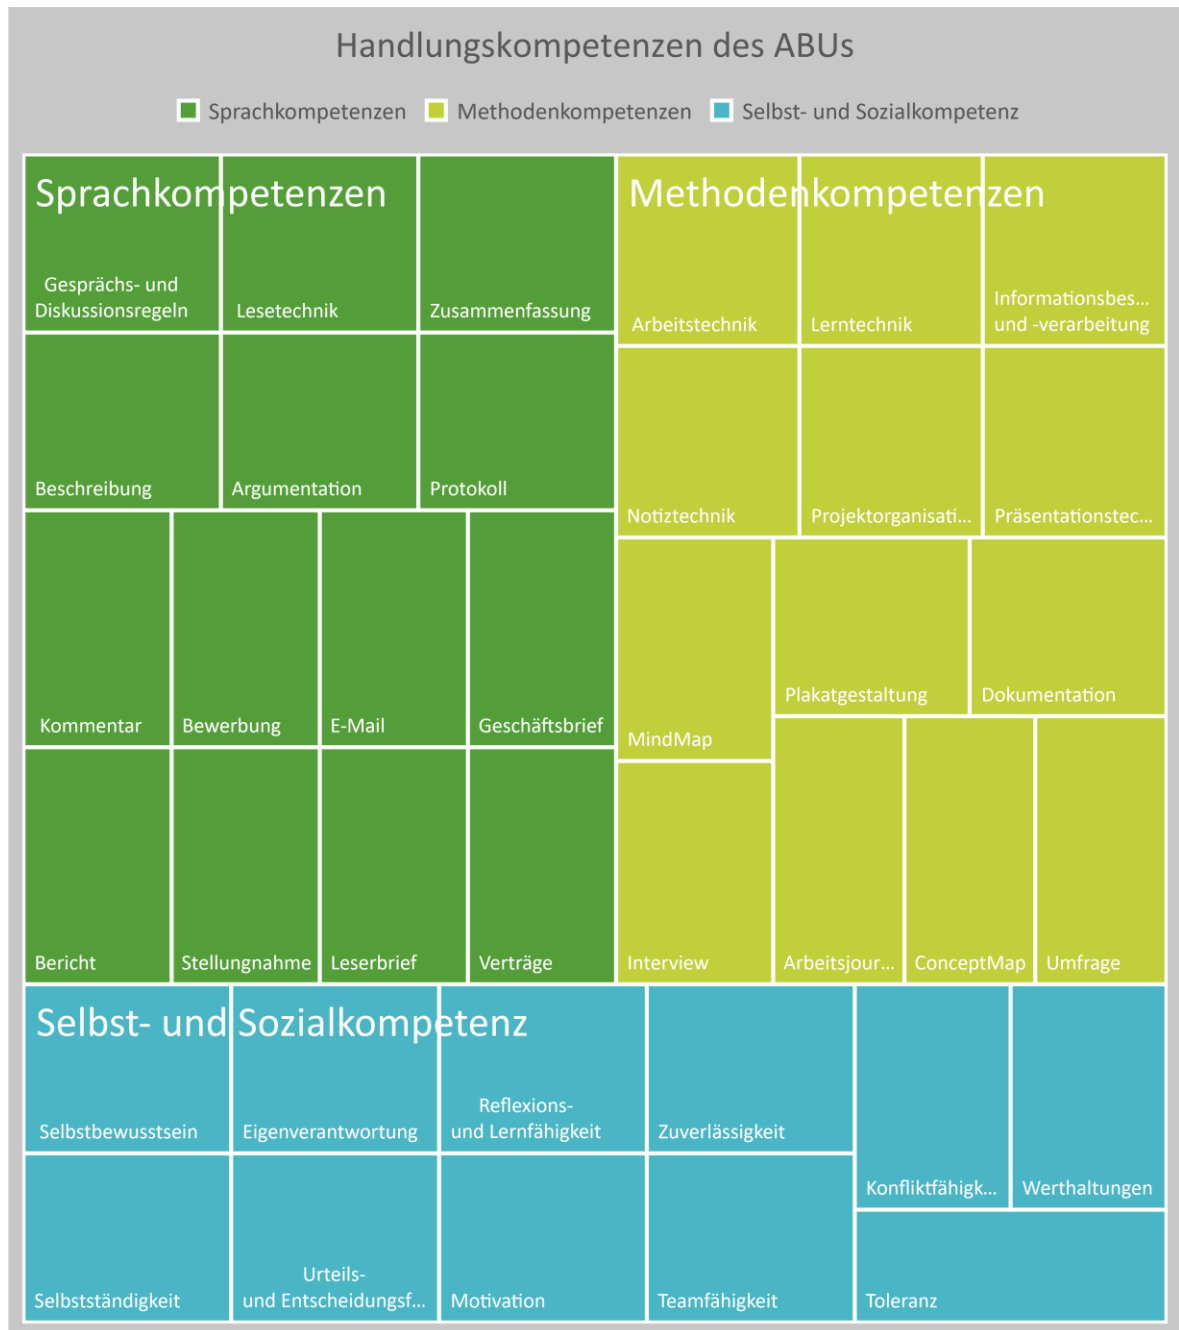 Handlungskompetenzen des ABUs
Sprachkompetenzen
Methodenkompetenzen
Selbst- und Sozialkompetenz
Sprachkompetenzen
Gesprächs- und
Diskussionsregeln
Lesetechnik
Zusammenfassung
Beschreibung
Argumentation
Protokoll
Kommentar
Bewerbung
E-Mail
Geschäftsbrief
Bericht
Stellungnahme
Leserbrief
Verträge
Methodenkompetenzen
Arbeitstechnik
Lerntechnik
Informationsbes...
und -verarbeitung
Notiztechnik
Projektorganisati...
Präsentationstec...
MindMap
Plakatgestaltung
Dokumentation
Interview
Arbeitsjour...
ConceptMap
Umfrage
Selbst- und Sozialkompetenz
Selbstbewusstsein
Eigenverantwortung
Reflexions-
und Lernfähigkeit
Zuverlässigkeit
Konfliktfähigk...
Werthaltungen
Selbstständigkeit
Urteils-
und Entscheidungsf...
Motivation
Teamfähigkeit
Toleranz